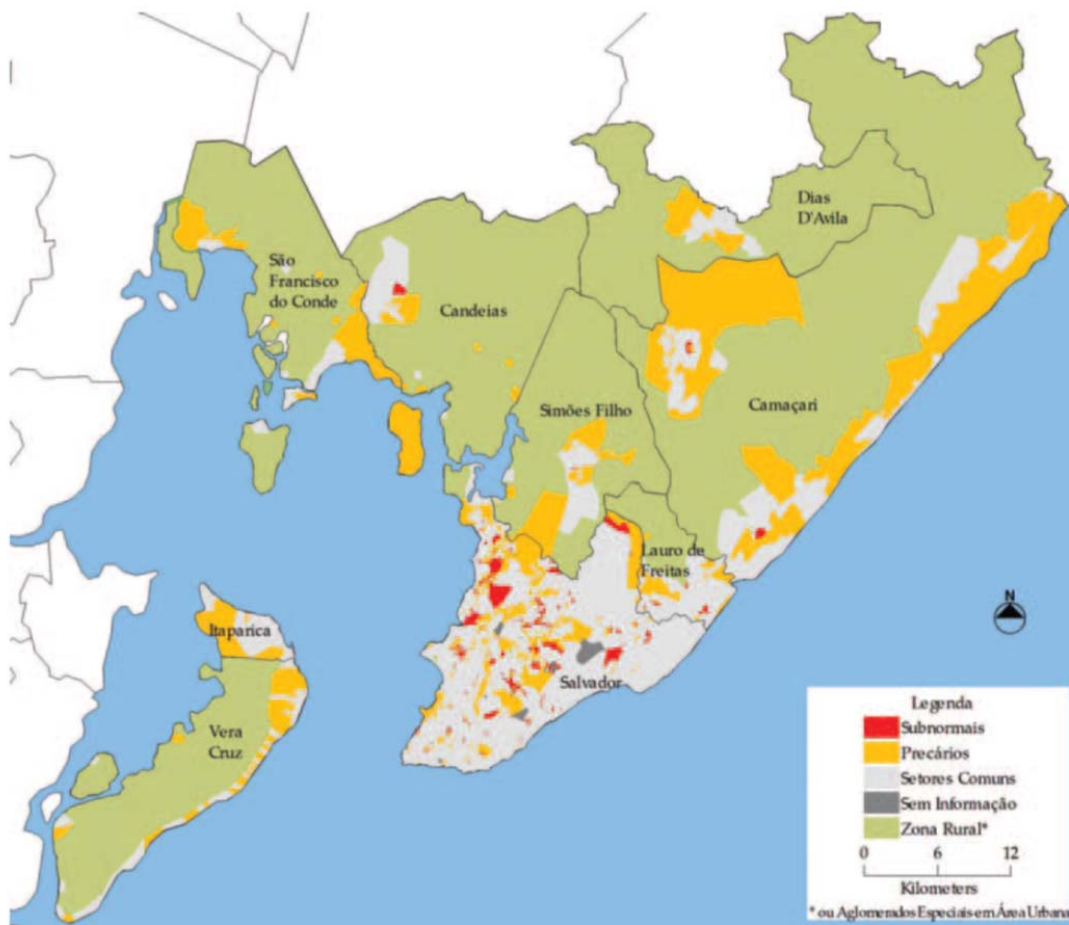 Dias
D'Avila
São
Francisco
do Conde
Candeias
Simões Filho
Camaçari
Lauro de
Freitas
N
Itaparica
Salvador
Vera
Cruz
Legenda
Subnormais
Precários
Setores Comuns
Sem Informação
Zona Rural*
0 6 12
Kilometers
* ou Aglomerados Especiais em Área Urbana